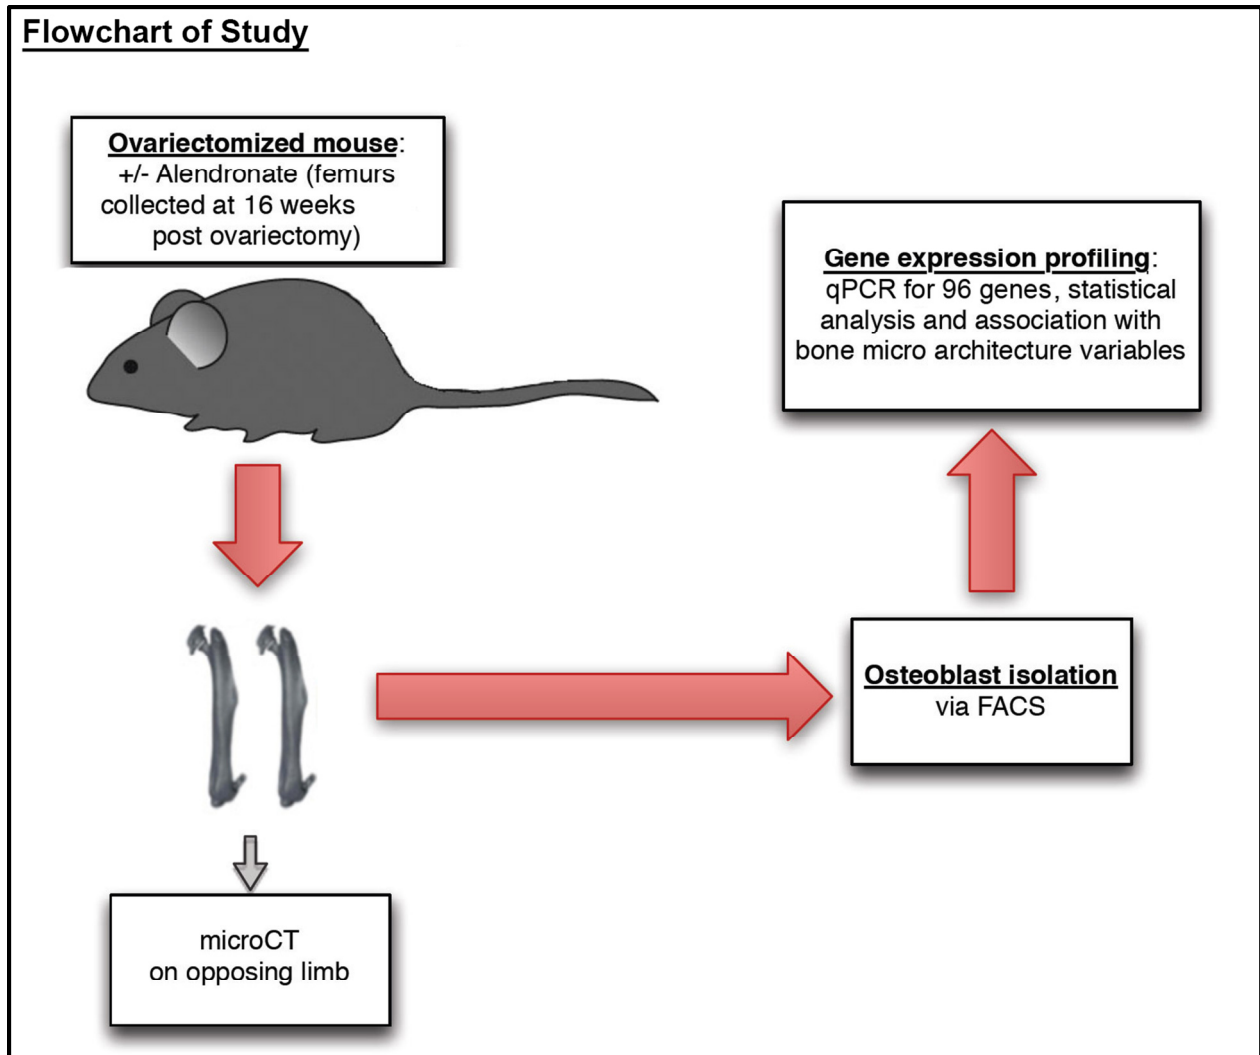 Flowchart of Study
Ovariectomized mouse:
+/- Alendronate (femurs
collected at 16 weeks
post ovariectomy)
Gene expression profiling:
qPCR for 96 genes, statistical
analysis and association with
bone micro architecture variables
Osteoblast isolation
via FACS
microCT
on opposing limb